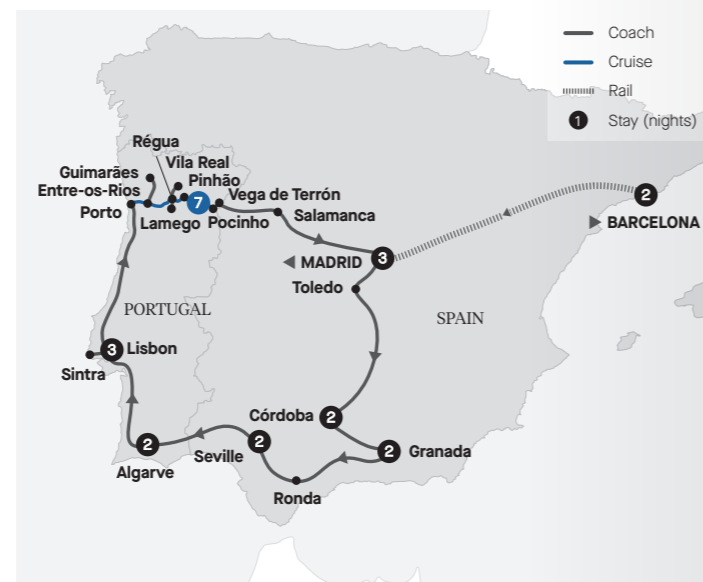 Coach
Cruise
Rail
1 Stay (nights)
Régua
Vila Real
Guimarães
Pinhão
Entre-os-Rios
Vega de Terrón
Porto
7
Lamego
Pocinho
Salamanca
2
BARCELONA
MADRID
3
Toledo
PORTUGAL
SPAIN
3
Lisbon
Sintra
Córdoba
2
2
Algarve
Seville
2
2
Granada
Ronda